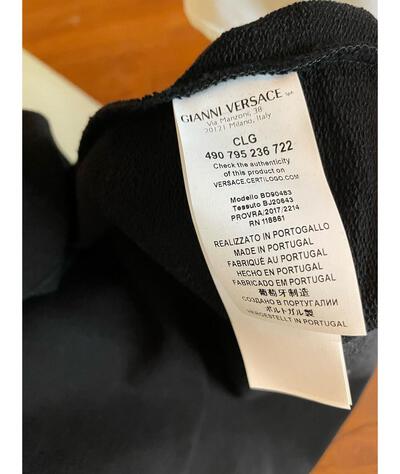 GIANNI VERSACE SpA
Via Manzoni 38
20121 Milano, Italy
CLG
490 795 236 722
Check the authenticity
of this product on
VERSACE.CERTILOGO.COM
Modello BD90483
Tessuto BJ20643
PROVRA/2017/2214
RN 118861
REALIZZATO IN PORTOGALLO
MADE IN PORTUGAL
FABRIQUÉ AU PORTUGAL
HECHO EN PORTUGAL
FABRICADO EM PORTUGAL
葡萄牙制造
СОЗДАНО В ПОРТУГАЛИИ
ポルトガル製
HERGESTELLT IN PORTUGAL